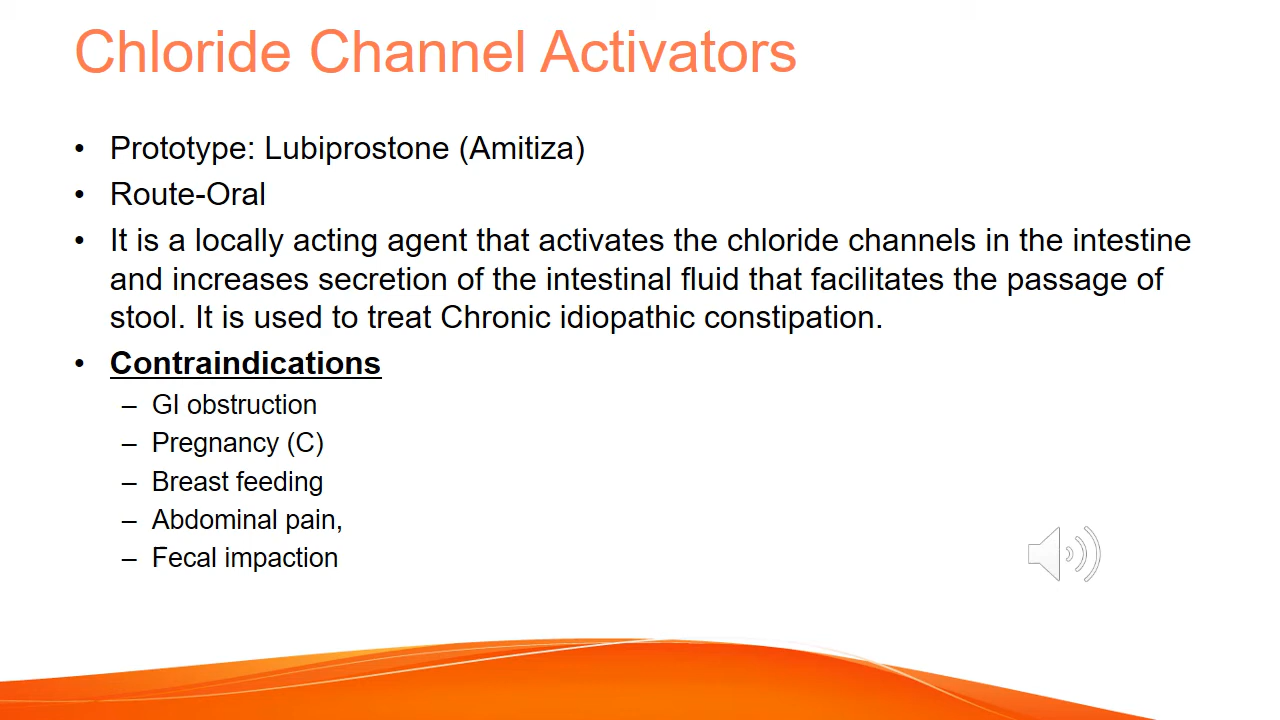 Chloride Channel Activators
• Prototype: Lubiprostone (Amitiza)
• Route-Oral
• It is a locally acting agent that activates the chloride channels in the intestine
and increases secretion of the intestinal fluid that facilitates the passage of
stool. It is used to treat Chronic idiopathic constipation.
• Contraindications
– GI obstruction
– Pregnancy (C)
– Breast feeding
– Abdominal pain,
– Fecal impaction